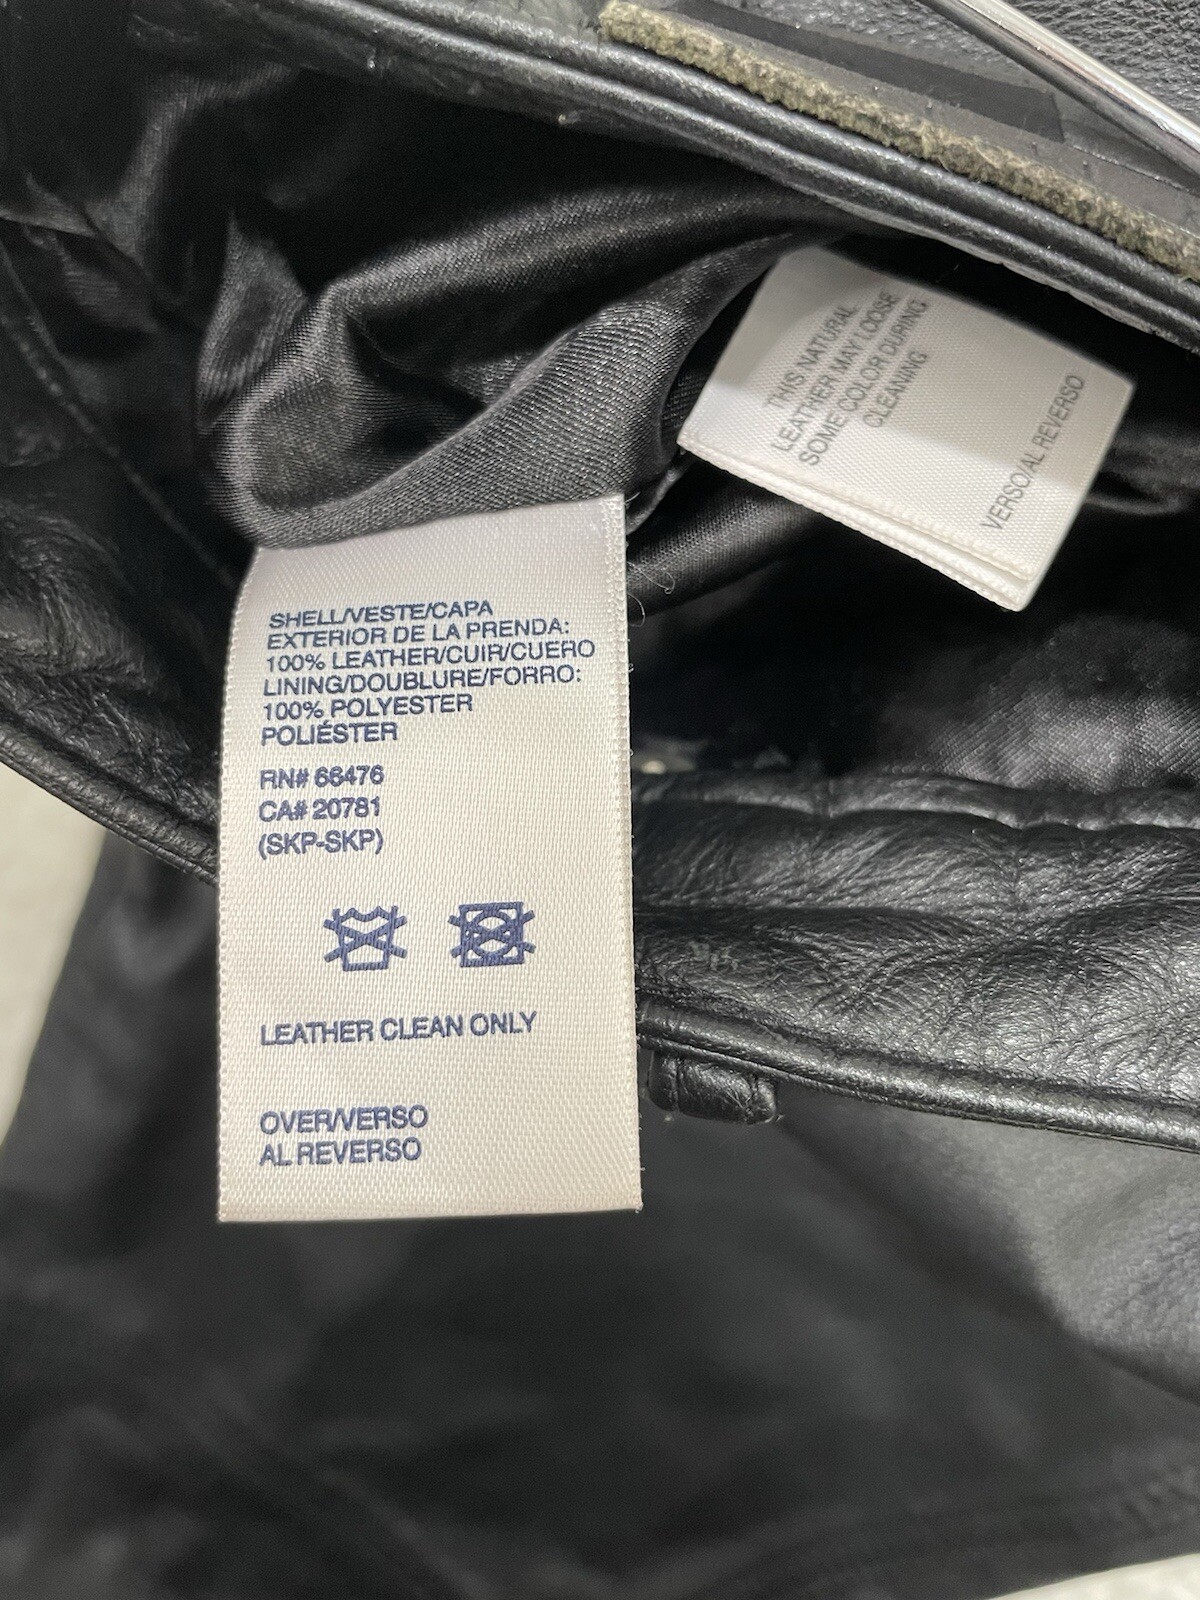 THIS NATURAL
LEATHER MAY LOOSE
SOME COLOR DURING
CLEANING
VERSO/AL REVERSO
SHELL/VESTE/CAPA
EXTERIOR DE LA PRENDA:
100% LEATHER/CUIR/CUERO
LINING/DOUBLURE/FORRO:
100% POLYESTER
POLIÉSTER
RN# 66476
CA# 20781
(SKP-SKP)
LEATHER CLEAN ONLY
OVER/VERSO
AL REVERSO